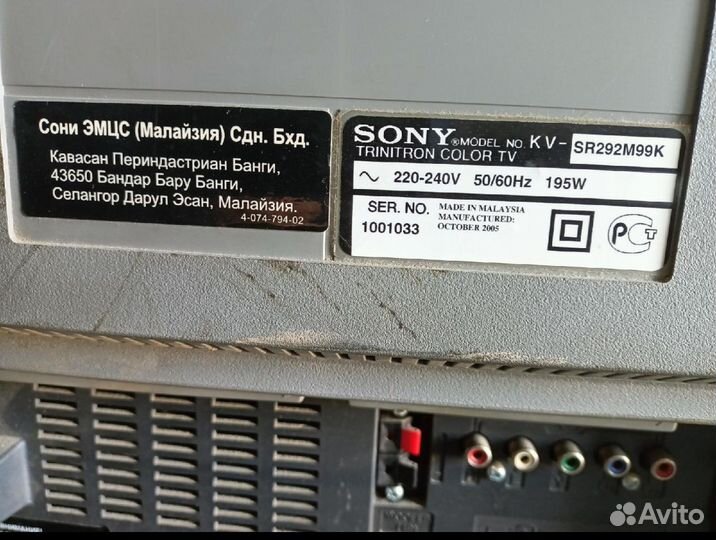 Сони ЭМЦС (Малайзия) Сдн. Бхд.
Кавасан Периндастриан Банги,
43650 Бандар Бару Банги,
Селангор Дарул Эсан, Малайзия.
4-074-794-02
SONY® MODEL NO. KV-SR292M99K
TRINITRON COLOR TV
~ 220-240V 50/60Hz 195W
SER. NO.
1001033
MADE IN MALAYSIA
MANUFACTURED:
OCTOBER 2005
РСТ
Avito